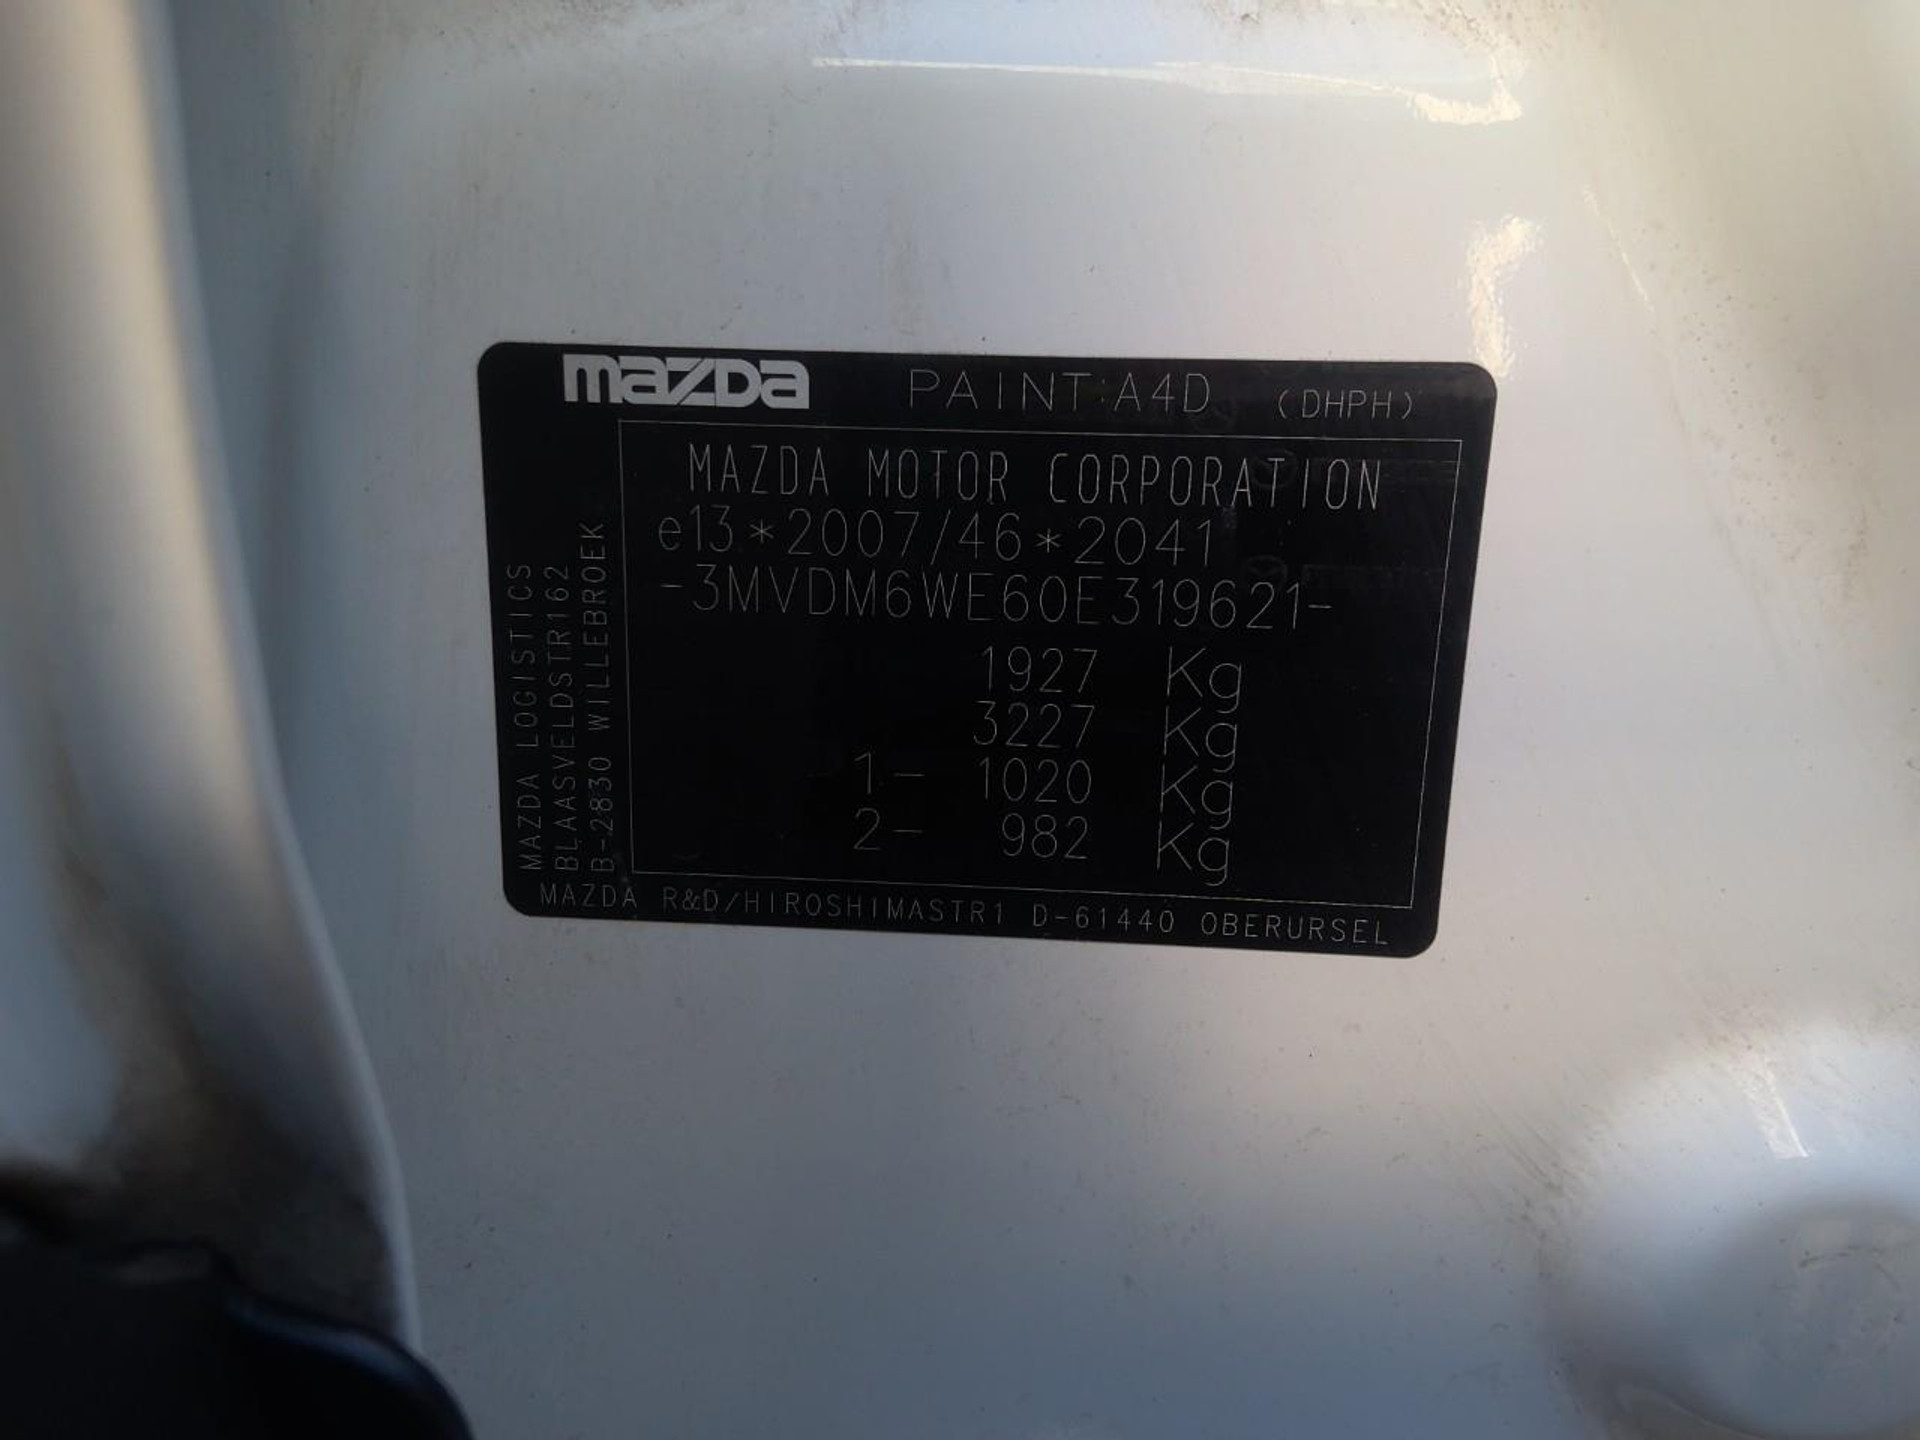 mazda PAINT:A4D (DHPH)
MAZDA MOTOR CORPORATION
e13*2007/46*2041
-3MVDM6WE60E319621-
1927 Kg
3227 Kg
1- 1020 Kg
2- 982 Kg
MAZDA LOGISTICS
BLAASVELDSTR162
B-2830 WILLEBROEK
MAZDA R&D/HIROSHIMASTR1 D-61440 OBERURSEL